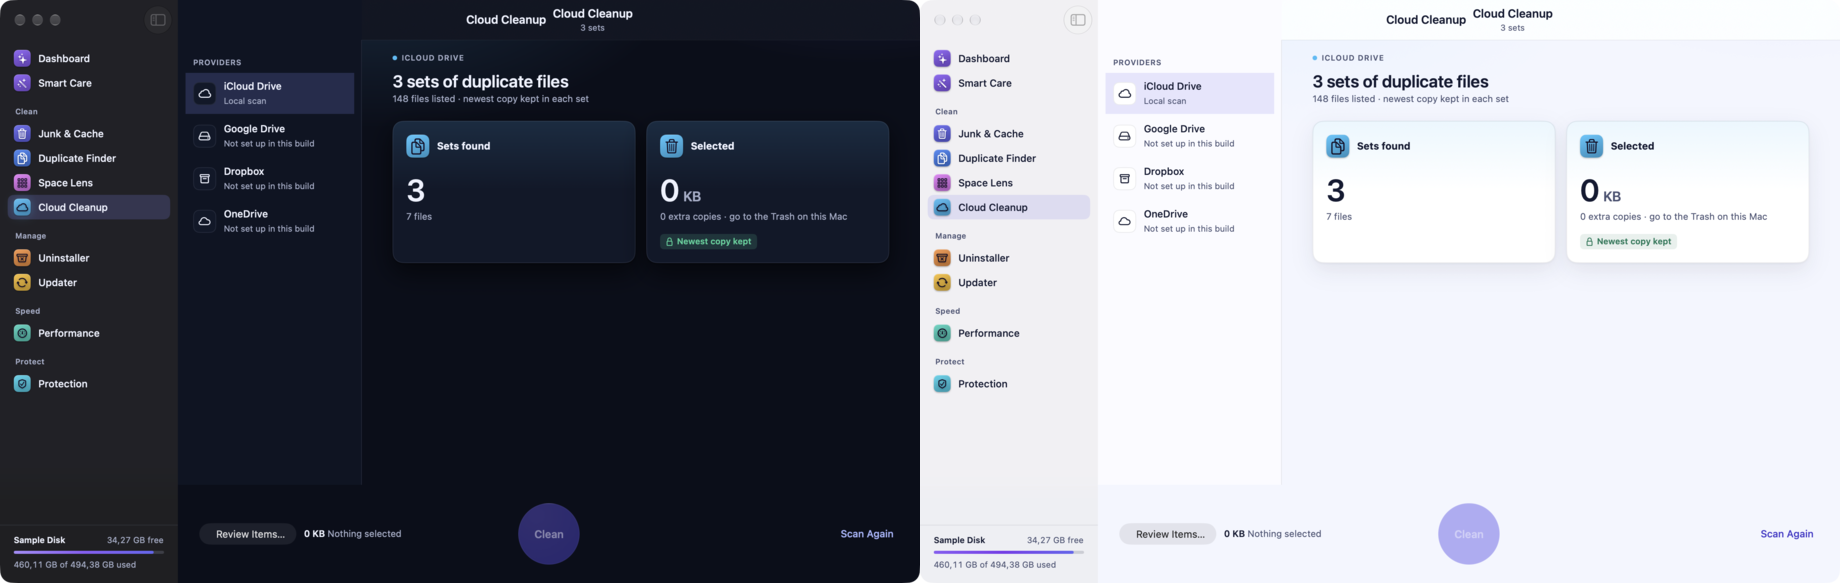 Dashboard
Smart Care
Clean
Junk & Cache
Duplicate Finder
Space Lens
Cloud Cleanup
Manage
Uninstaller
Updater
Speed
Performance
Protect
Protection
Sample Disk 34,27 GB free
460,11 GB of 494,38 GB used
PROVIDERS
iCloud Drive
Local scan
Google Drive
Not set up in this build
Dropbox
Not set up in this build
OneDrive
Not set up in this build
Cloud Cleanup
Cloud Cleanup
3 sets
ICLOUD DRIVE
3 sets of duplicate files
148 files listed · newest copy kept in each set
Sets found
3
7 files
Selected
0 KB
0 extra copies · go to the Trash on this Mac
Newest copy kept
Review Items...
0 KB Nothing selected
Clean
Scan Again
Dashboard
Smart Care
Clean
Junk & Cache
Duplicate Finder
Space Lens
Cloud Cleanup
Manage
Uninstaller
Updater
Speed
Performance
Protect
Protection
Sample Disk 34,27 GB free
460,11 GB of 494,38 GB used
PROVIDERS
iCloud Drive
Local scan
Google Drive
Not set up in this build
Dropbox
Not set up in this build
OneDrive
Not set up in this build
Cloud Cleanup
Cloud Cleanup
3 sets
ICLOUD DRIVE
3 sets of duplicate files
148 files listed · newest copy kept in each set
Sets found
3
7 files
Selected
0 KB
0 extra copies · go to the Trash on this Mac
Newest copy kept
Review Items...
0 KB Nothing selected
Clean
Scan Again